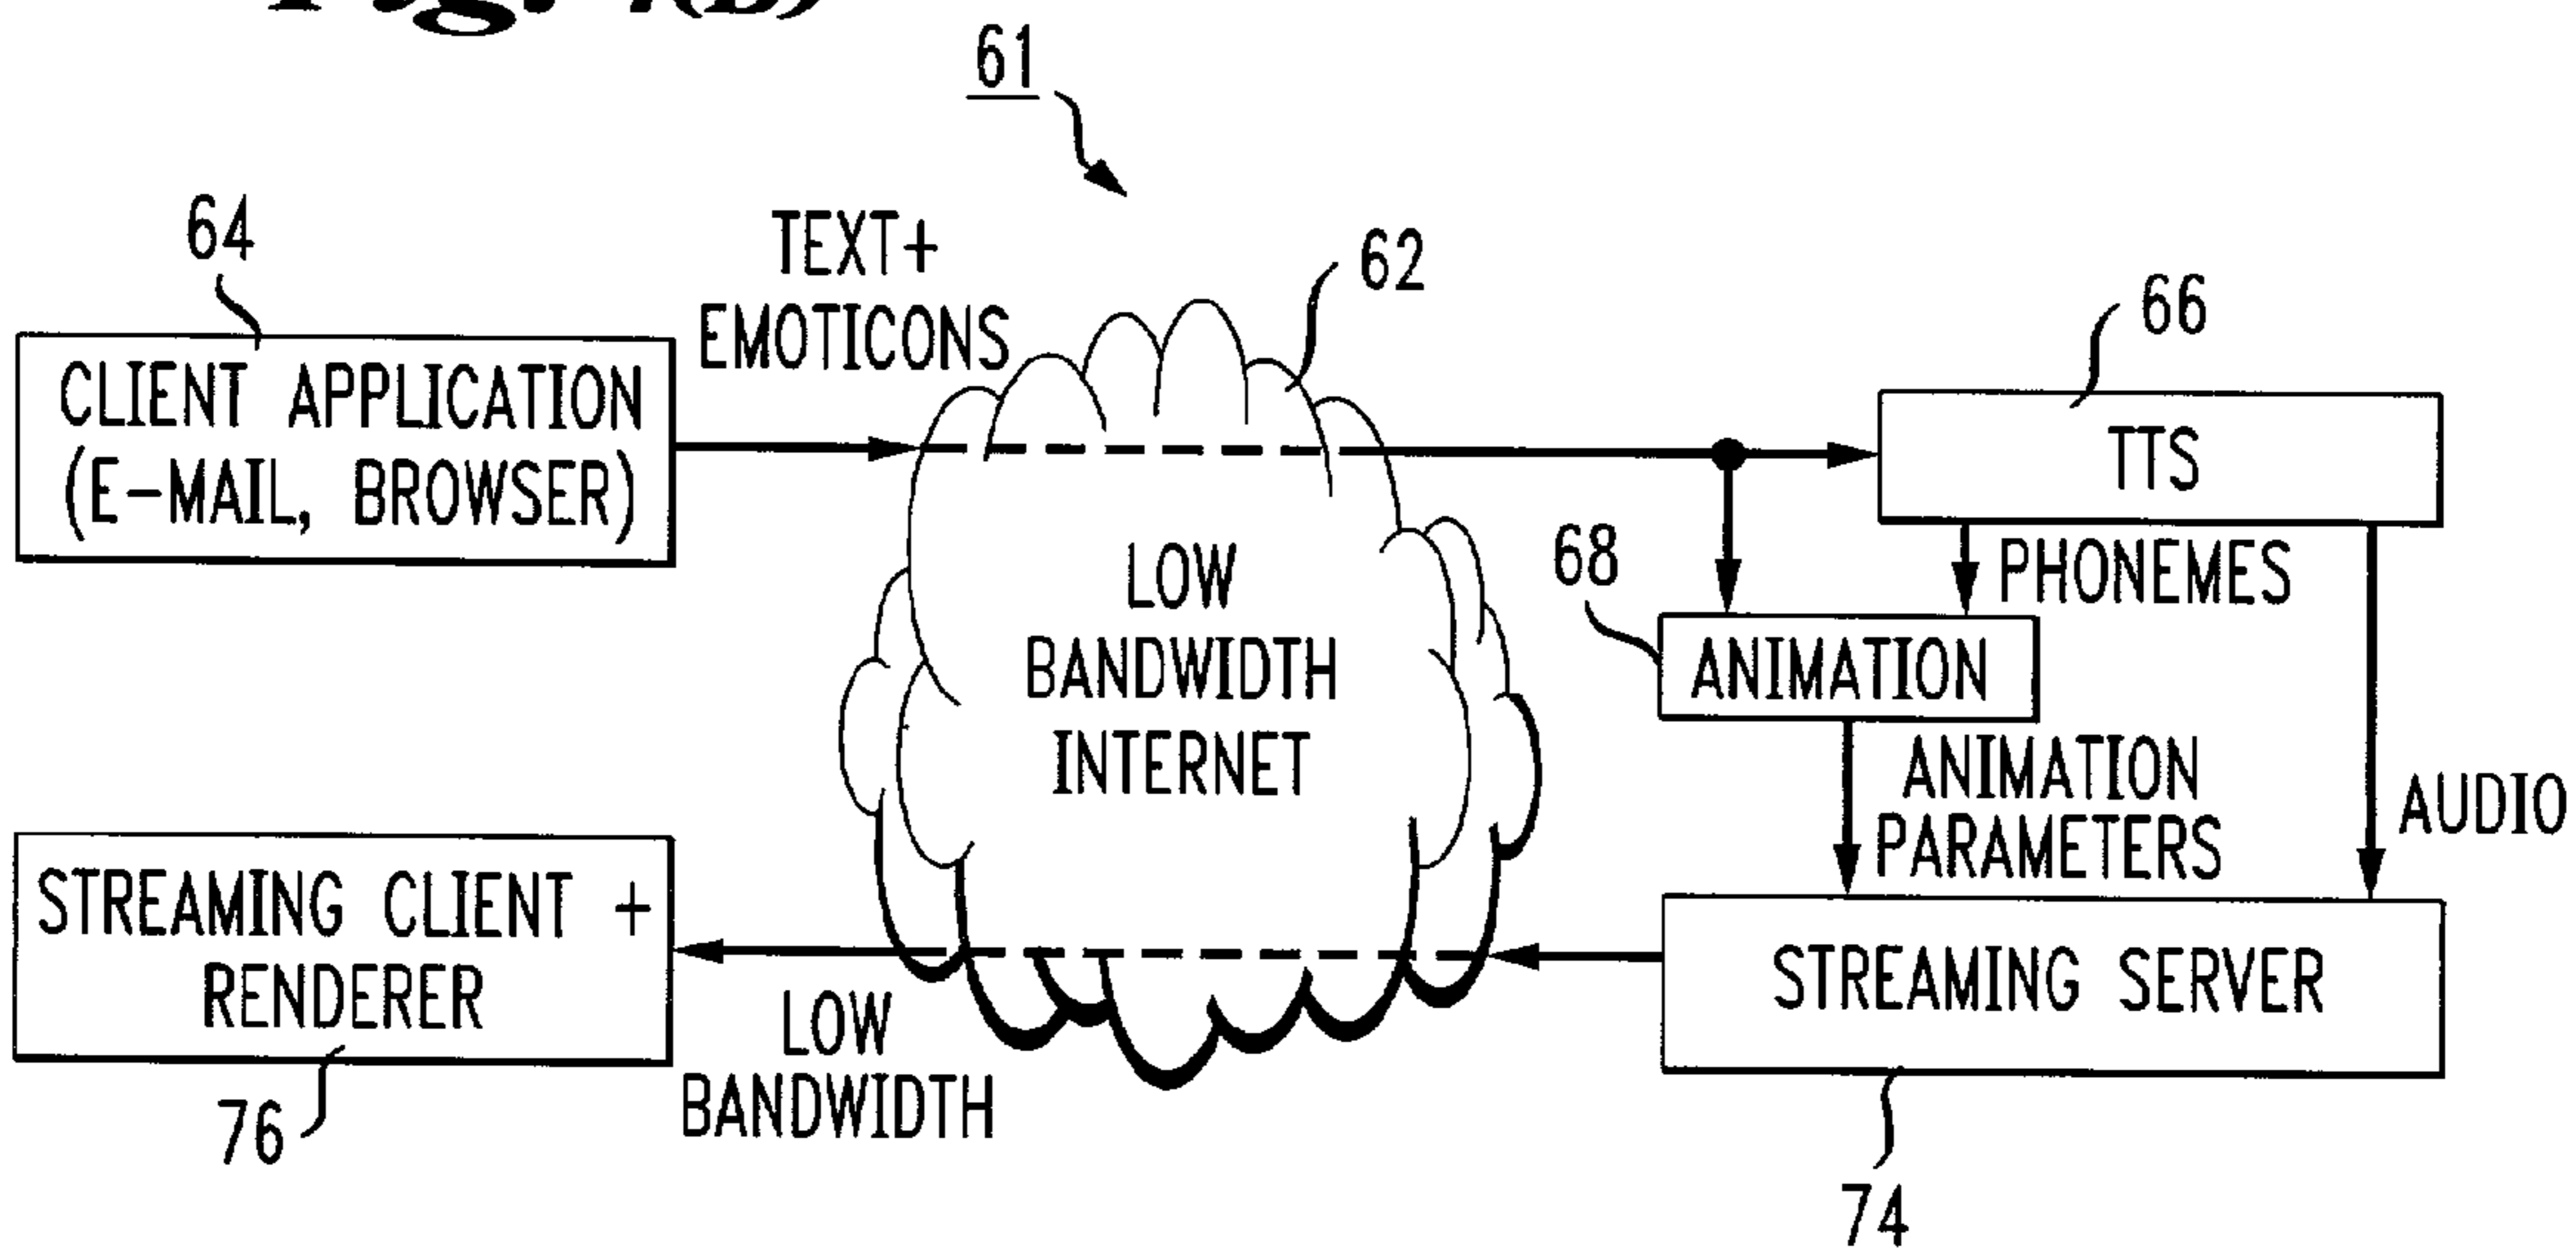 61
64
TEXT+
EMOTICONS
62
66
CLIENT APPLICATION
(E-MAIL, BROWSER)
TTS
68
PHONEMES
LOW
BANDWIDTH
INTERNET
ANIMATION
ANIMATION
PARAMETERS
AUDIO
STREAMING CLIENT +
RENDERER
STREAMING SERVER
LOW
BANDWIDTH
76
74